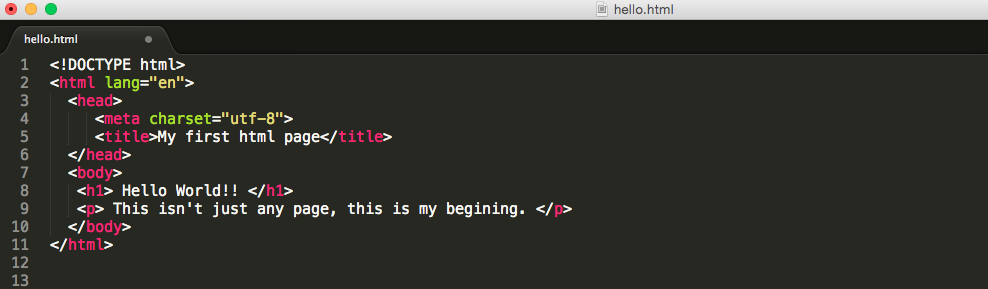 hello.html
hello.html
1 <!DOCTYPE html>
2 <html lang="en">
3 <head>
4 <meta charset="utf-8">
5 <title>My first html page</title>
6 </head>
7 <body>
8 <h1> Hello World!! </h1>
9 <p> This isn't just any page, this is my begining. </p>
10 </body>
11 </html>
12
13